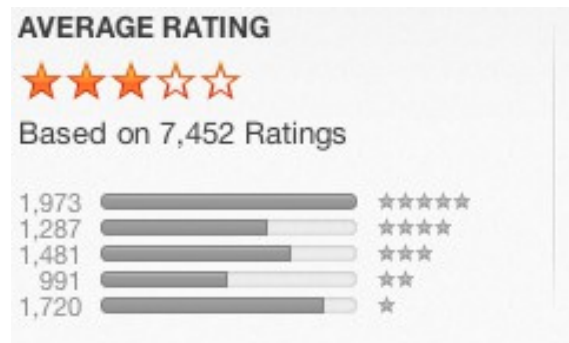 AVERAGE RATING
Based on 7,452 Ratings
1,973
1,287
1,481
991
1,720